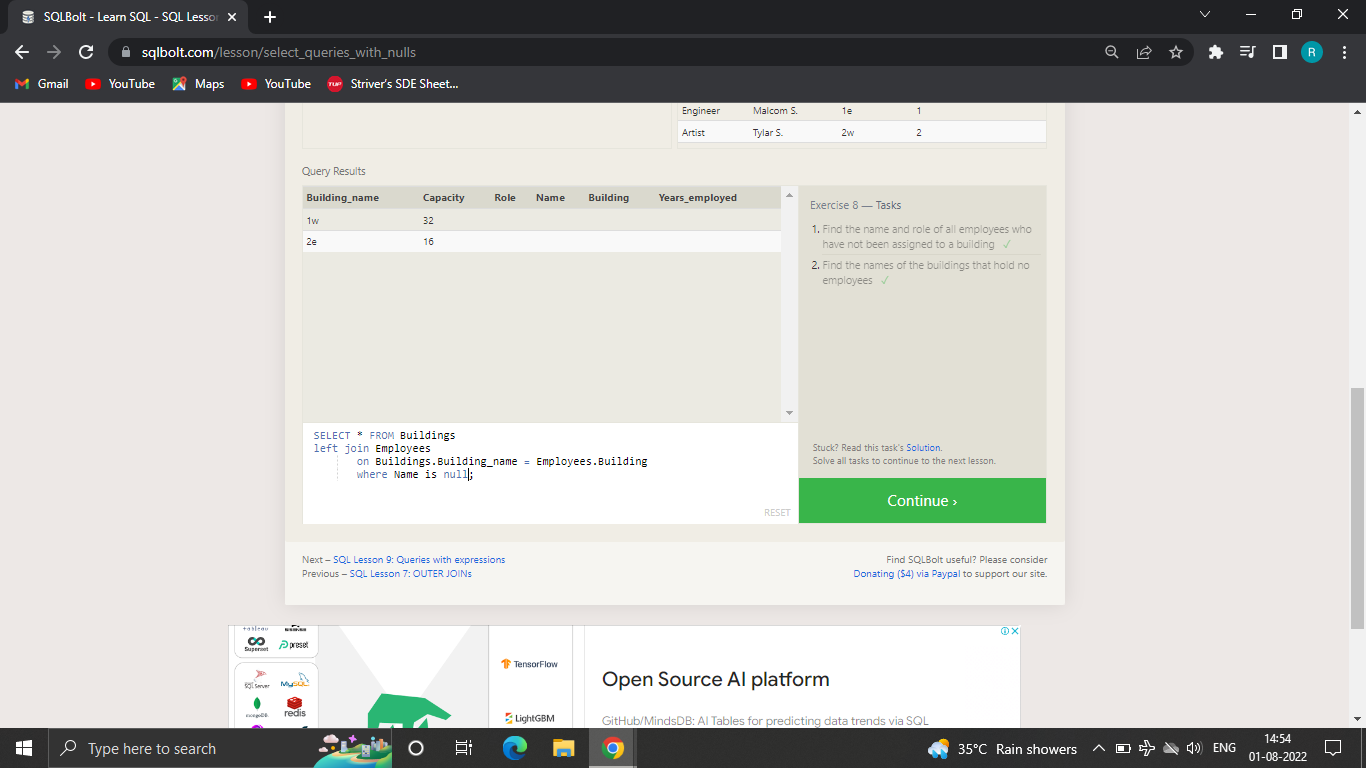 SQLBolt - Learn SQL - SQL Lesson
sqlbolt.com/lesson/select_queries_with_nulls
R
Gmail
YouTube
Maps
YouTube
TUF
Striver's SDE Sheet...
Engineer Malcom S. 1e 1
Artist Tylar S. 2w 2
Query Results
Building_name Capacity Role Name Building Years_employed
1w 32
2e 16
Exercise 8 — Tasks
1. Find the name and role of all employees who
have not been assigned to a building ✓
2. Find the names of the buildings that hold no
employees ✓
SELECT * FROM Buildings
left join Employees
on Buildings.Building_name = Employees.Building
where Name is null;
RESET
Stuck? Read this task's Solution.
Solve all tasks to continue to the next lesson.
Continue ›
Next – SQL Lesson 9: Queries with expressions
Previous – SQL Lesson 7: OUTER JOINs
Find SQLBolt useful? Please consider
Donating ($4) via Paypal to support our site.
Superset
preset
SQL Server
MySQL
mongoDB
redis
TensorFlow
LightGBM
Open Source AI platform
GitHub/MindsDB: AI Tables for predicting data trends via SQL
Type here to search
35°C Rain showers
ENG
14:54
01-08-2022